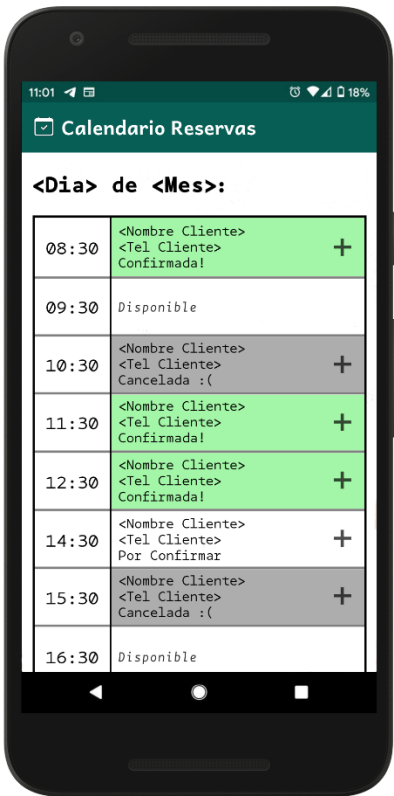 11:01
18%
Calendario Reservas
<Dia> de <Mes>:
08:30
<Nombre Cliente>
<Tel Cliente>
Confirmada!
09:30
Disponible
10:30
<Nombre Cliente>
<Tel Cliente>
Cancelada :(
11:30
<Nombre Cliente>
<Tel Cliente>
Confirmada!
12:30
<Nombre Cliente>
<Tel Cliente>
Confirmada!
14:30
<Nombre Cliente>
<Tel Cliente>
Por Confirmar
15:30
<Nombre Cliente>
<Tel Cliente>
Cancelada :(
16:30
Disponible